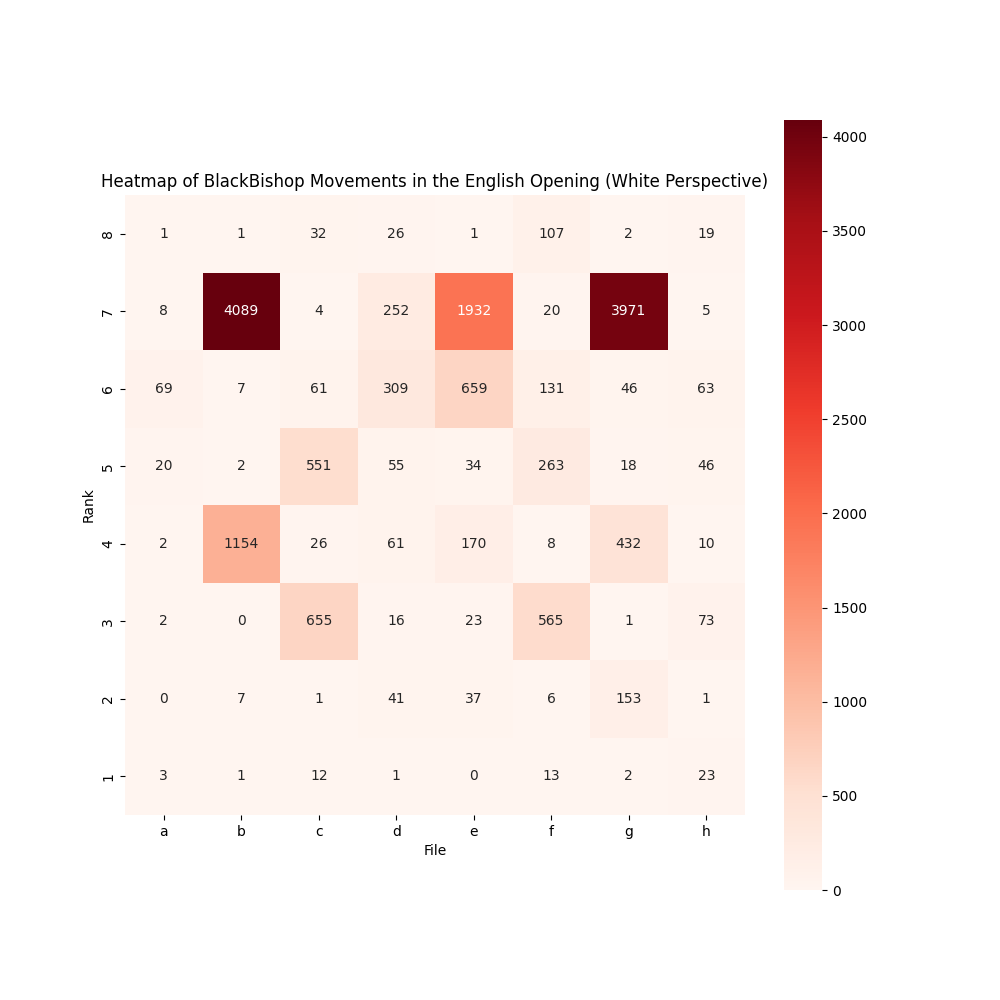 Heatmap of BlackBishop Movements in the English Opening (White Perspective)
8 1 1 32 26 1 107 2 19
7 8 4089 4 252 1932 20 3971 5
6 69 7 61 309 659 131 46 63
5 20 2 551 55 34 263 18 46
4 2 1154 26 61 170 8 432 10
3 2 0 655 16 23 565 1 73
2 0 7 1 41 37 6 153 1
1 3 1 12 1 0 13 2 23
a b c d e f g h
Rank
File
4000
3500
3000
2500
2000
1500
1000
500
0